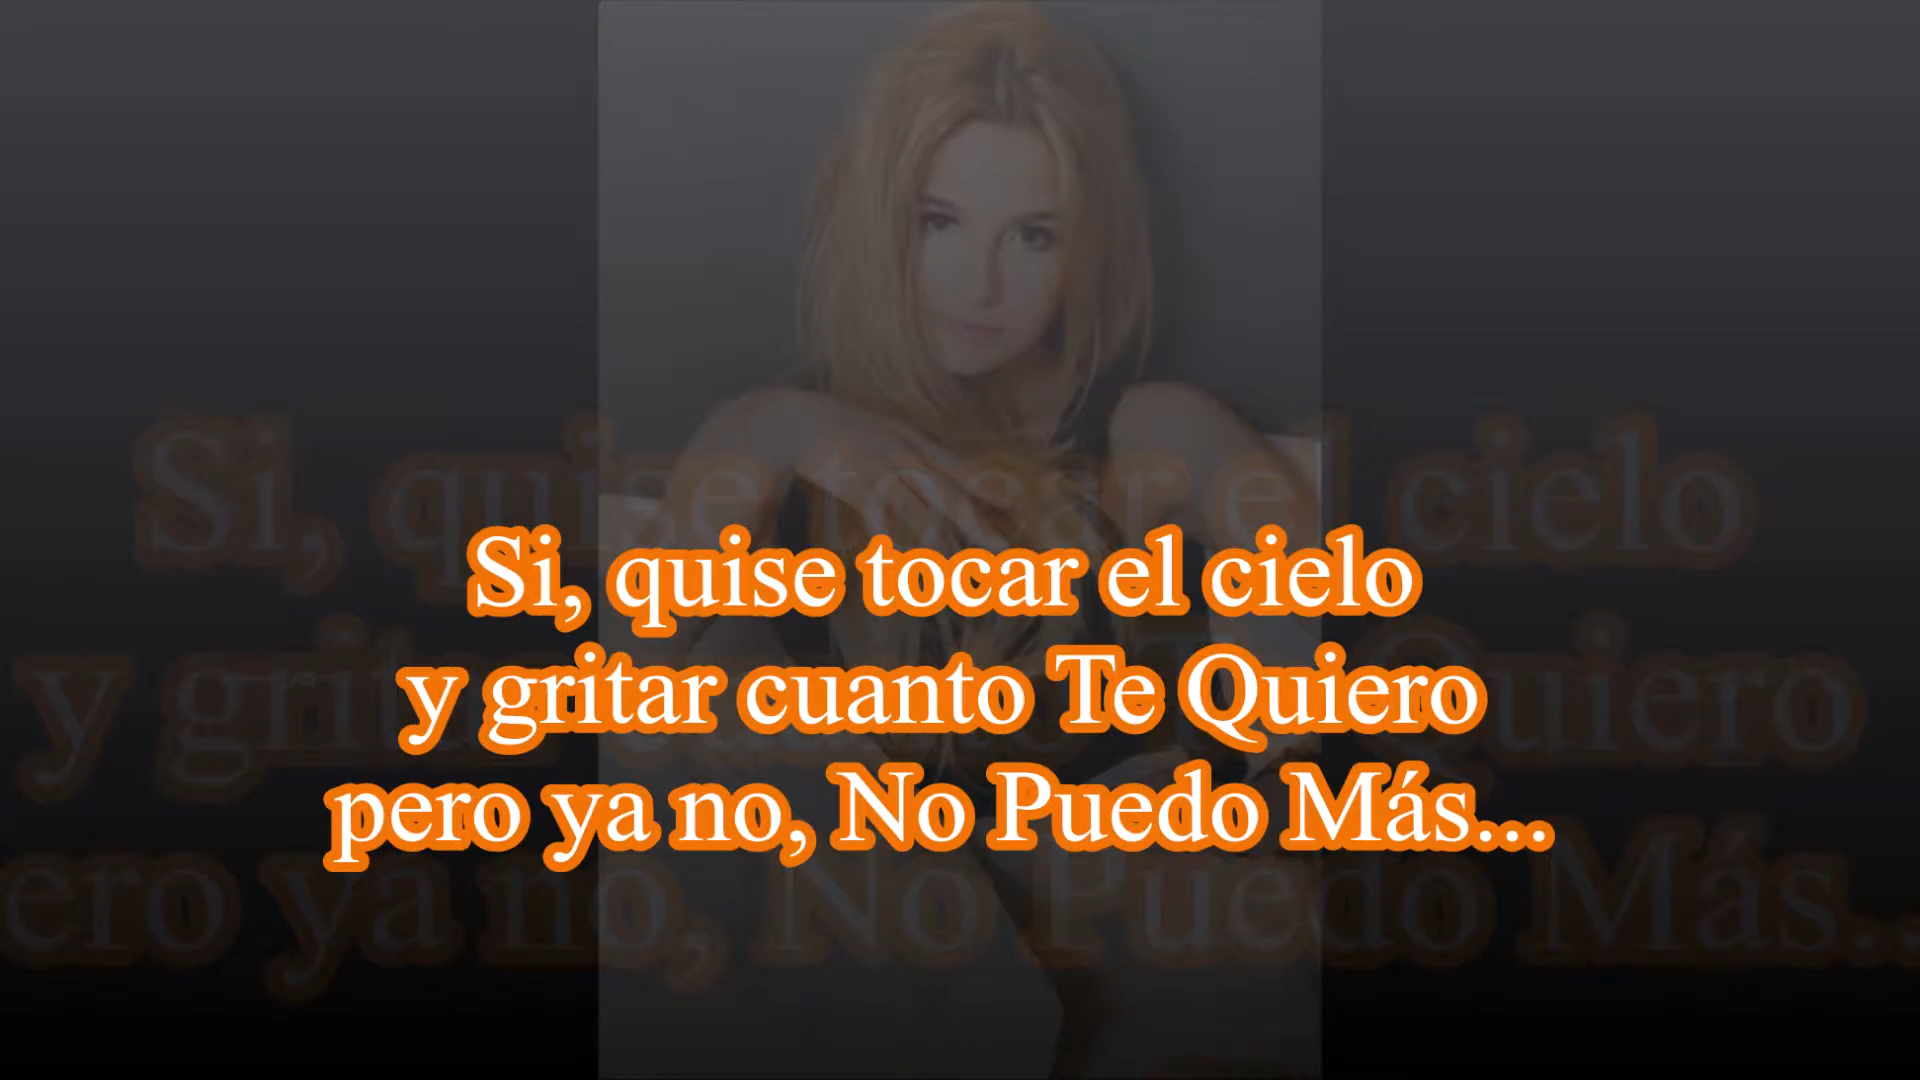 Si, quise tocar el cielo
y gritar cuanto Te Quiero
pero ya no, No Puedo Más...